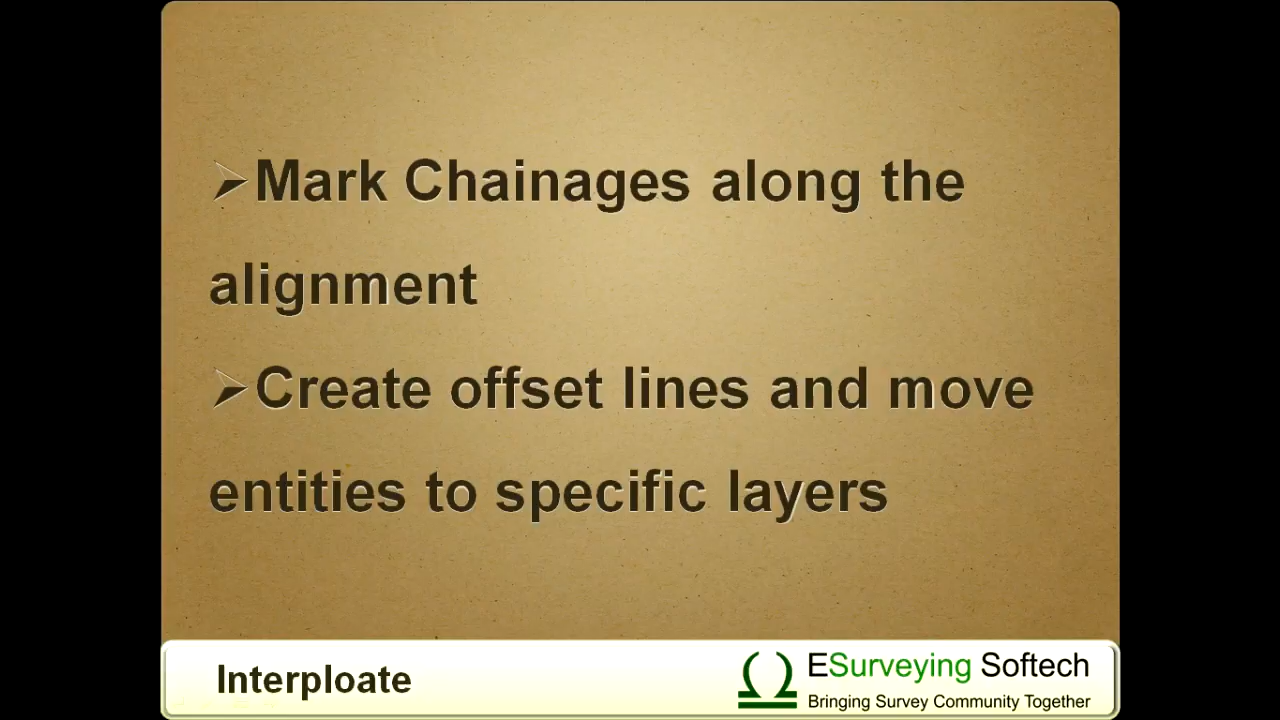 ➢Mark Chainages along the
alignment
➢Create offset lines and move
entities to specific layers
Interploate
ESurveying Softech
Bringing Survey Community Together